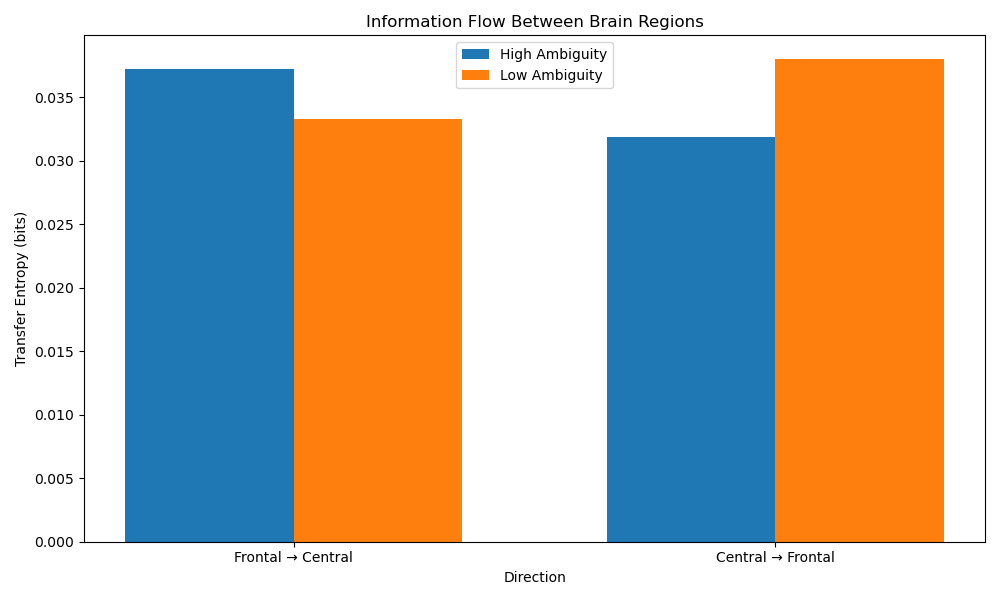 Information Flow Between Brain Regions
High Ambiguity
Low Ambiguity
Transfer Entropy (bits)
0.035
0.030
0.025
0.020
0.015
0.010
0.005
0.000
Frontal → Central
Central → Frontal
Direction